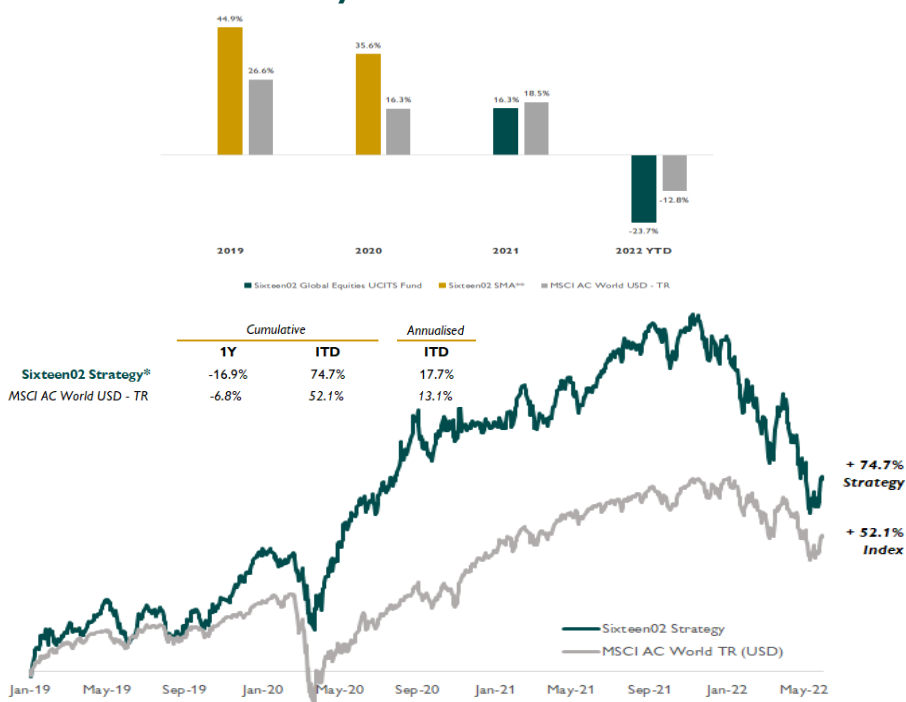 44.9%
26.6%
35.6%
16.3%
16.3%
18.5%
-23.7%
-12.8%
2019 2020 2021 2022 YTD
Sixteen02 Global Equities UCITS Fund Sixteen02 SMA** MSCI AC World USD - TR
Cumulative Annualised
1Y ITD ITD
Sixteen02 Strategy* -16.9% 74.7% 17.7%
MSCI AC World USD - TR -6.8% 52.1% 13.1%
+ 74.7%
Strategy
+ 52.1%
Index
Sixteen02 Strategy
MSCI AC World TR (USD)
Jan-19 May-19 Sep-19 Jan-20 May-20 Sep-20 Jan-21 May-21 Sep-21 Jan-22 May-22